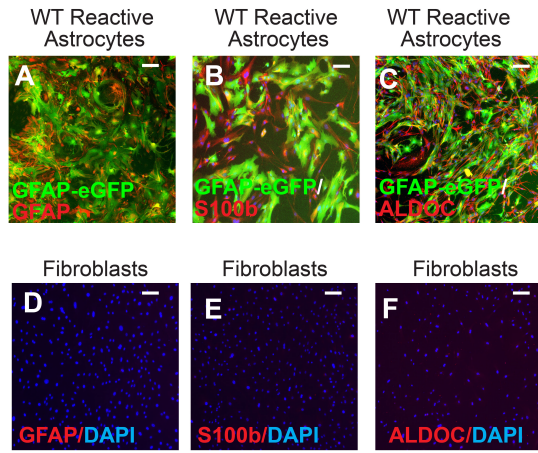 WT Reactive
Astrocytes
WT Reactive
Astrocytes
WT Reactive
Astrocytes
A
GFAP-eGFP
GFAP
B
GFAP-eGFP/
S100b
C
GFAP-eGFP/
ALDOC
Fibroblasts
Fibroblasts
Fibroblasts
D
GFAP/DAPI
E
S100b/DAPI
F
ALDOC/DAPI